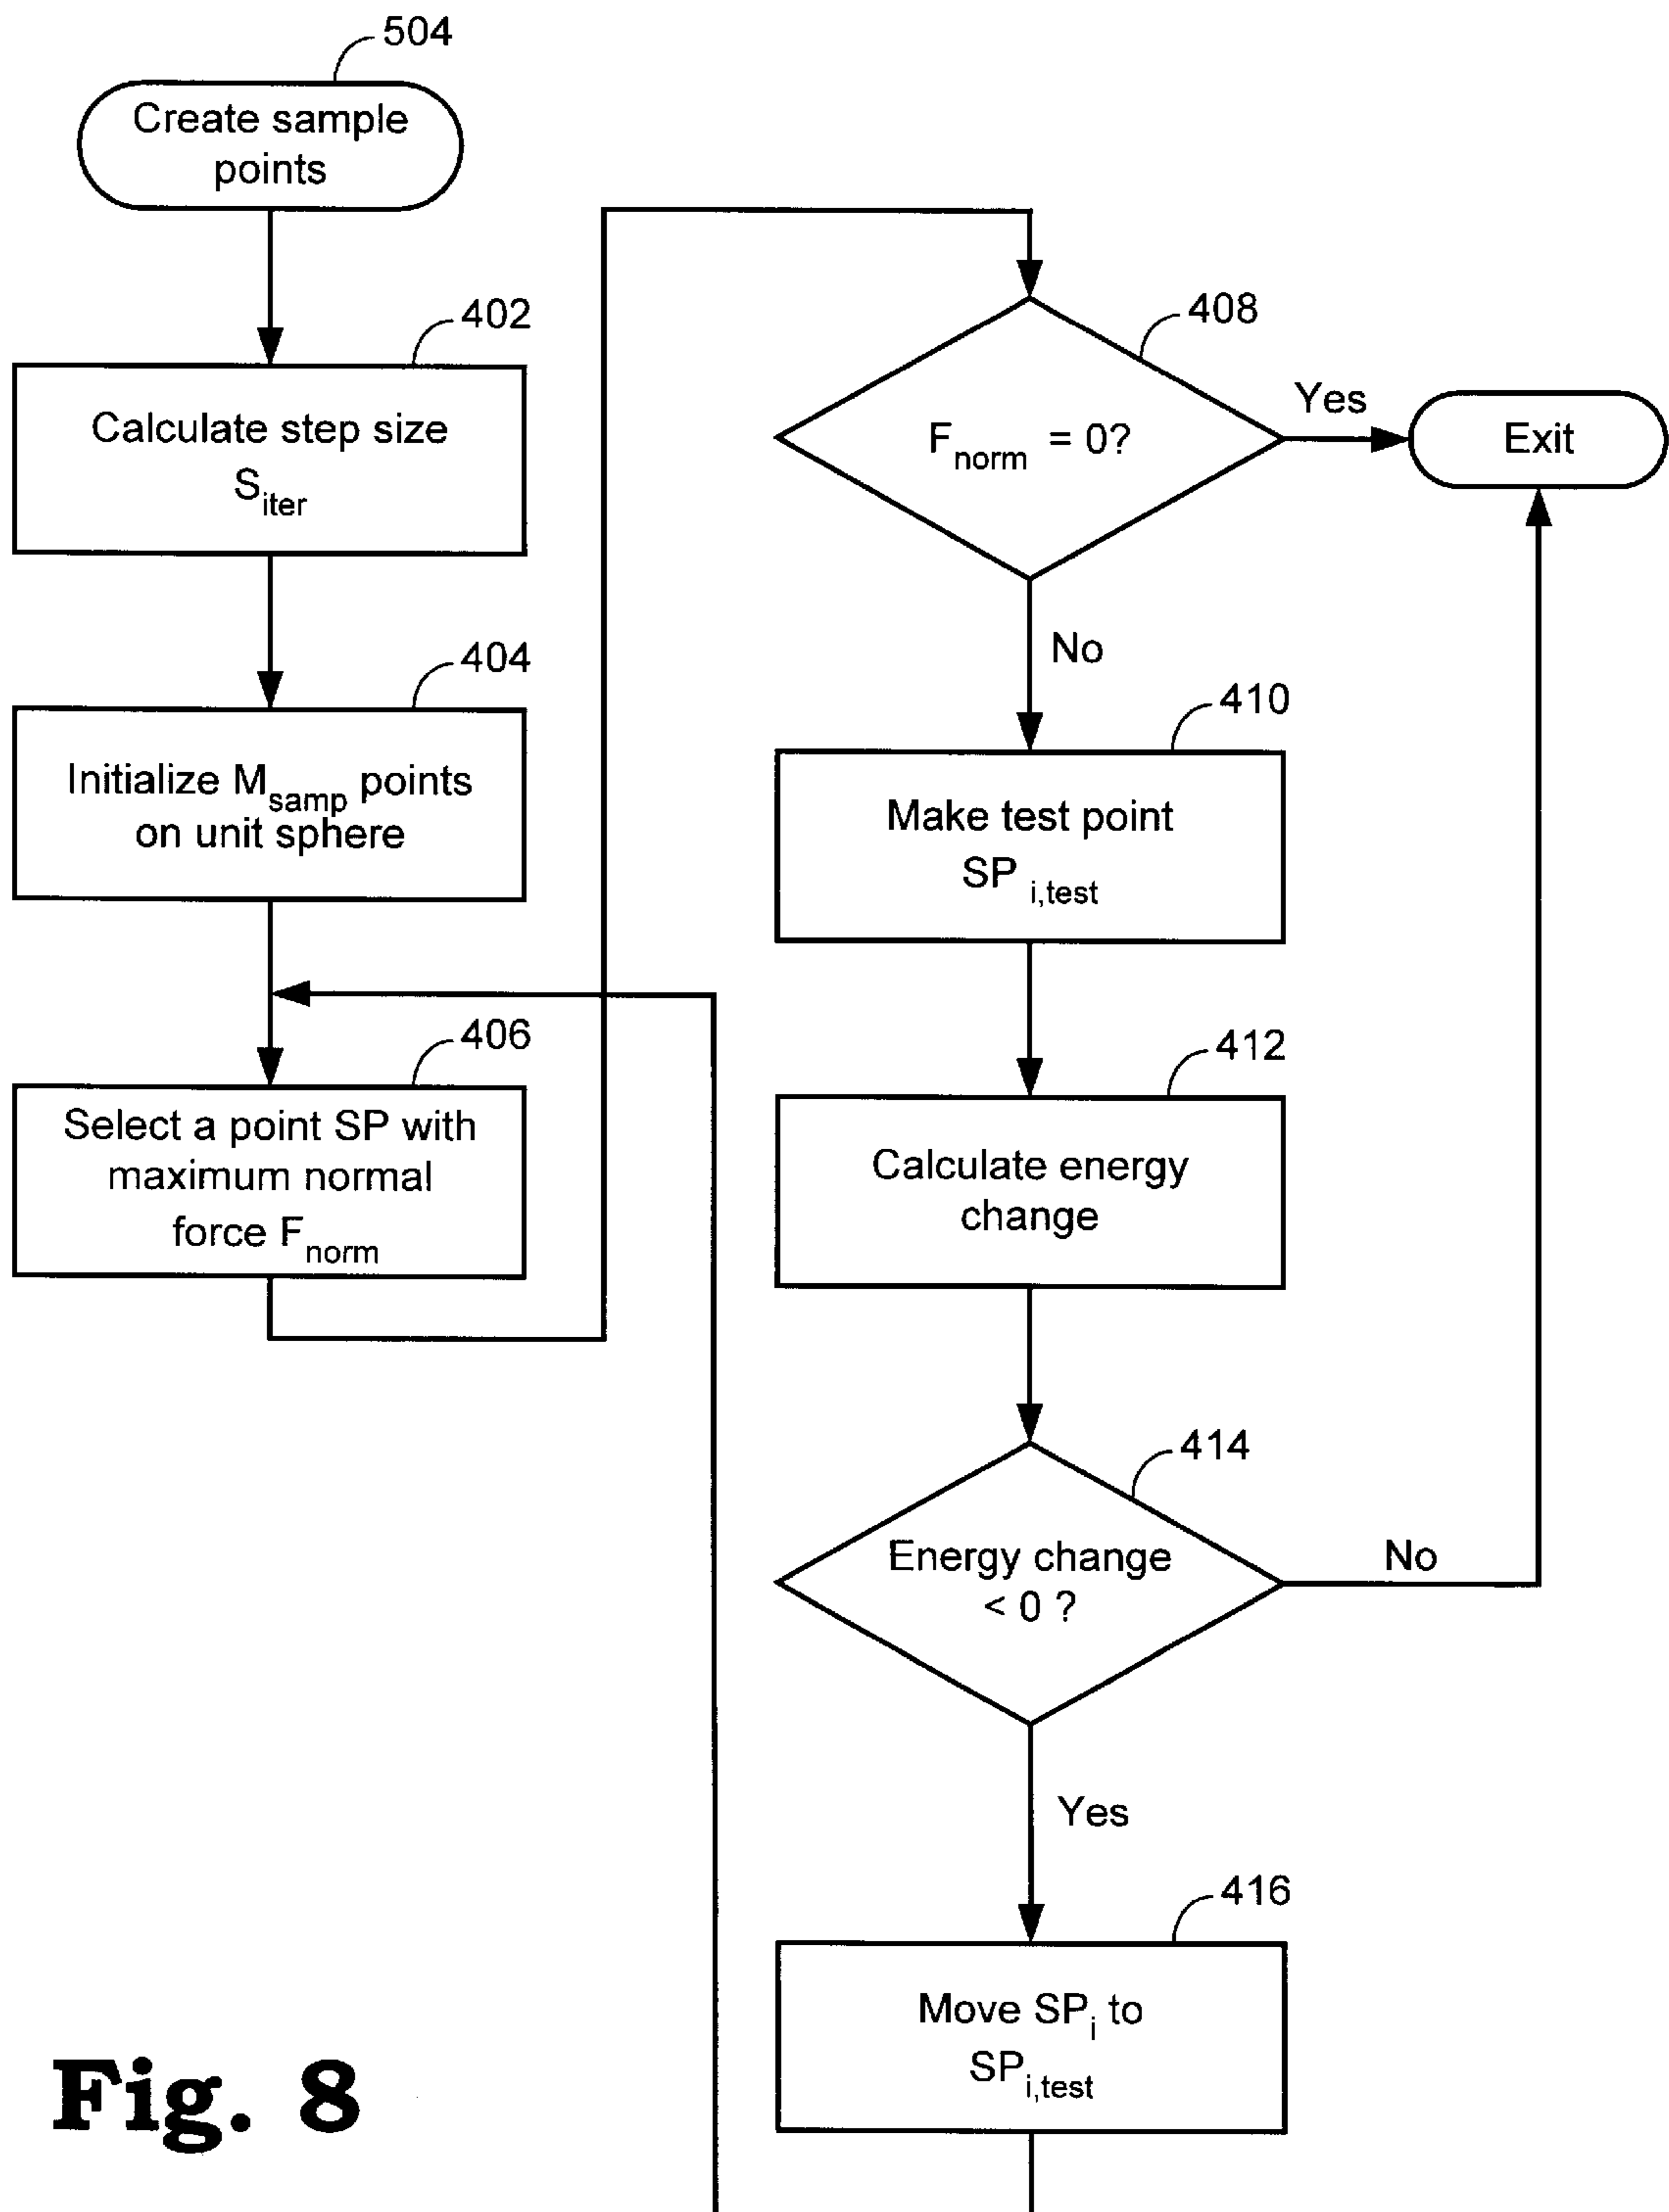 504
Create sample
points
402
Calculate step size
S_iter
404
Initialize M_samp points
on unit sphere
406
Select a point SP with
maximum normal
force F_norm
408
F_norm = 0?
Yes
Exit
No
410
Make test point
SP_i,test
412
Calculate energy
change
414
Energy change
< 0 ?
No
Yes
416
Move SP_i to
SP_i,test
Fig. 8